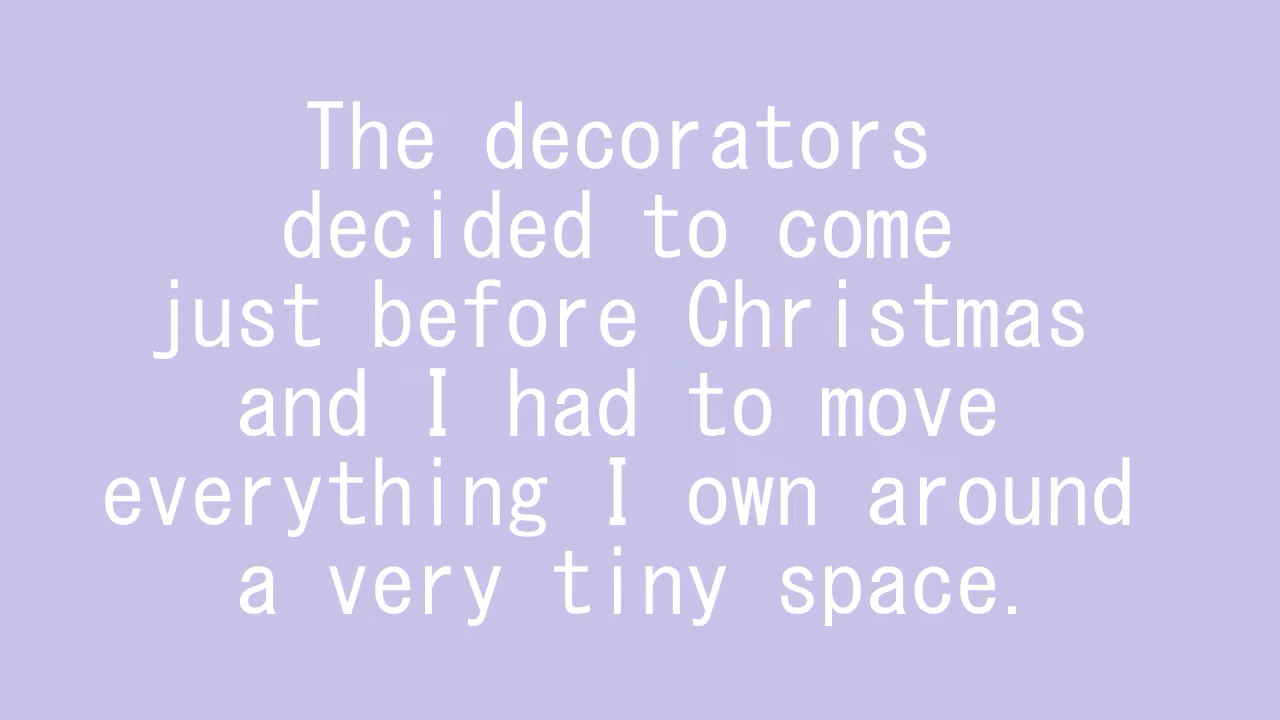 The decorators
decided to come
just before Christmas
and I had to move
everything I own around
a very tiny space.